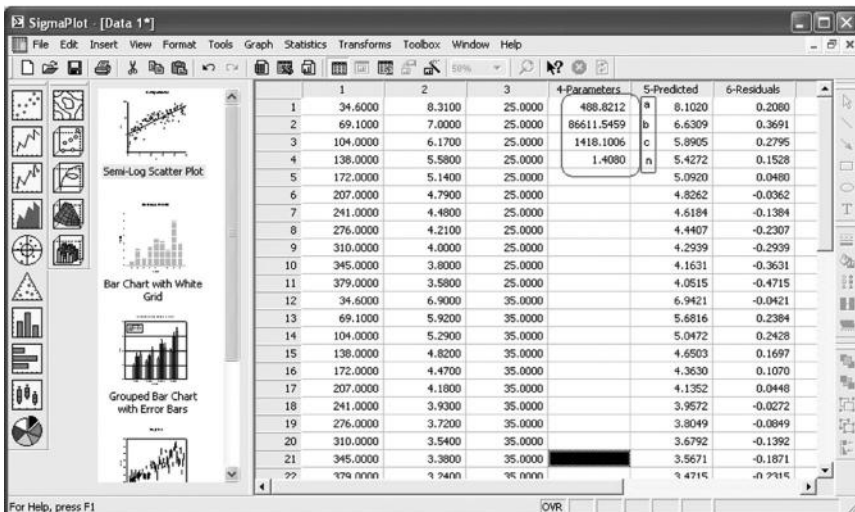 SigmaPlot - [Data 1*]
File Edit Insert View Format Tools Graph Statistics Transforms Toolbox Window Help
50%
Semi-Log Scatter Plot
Bar Chart with White
Grid
Grouped Bar Chart
with Error Bars
1 2 3 4-Parameters 5-Predicted 6-Residuals
1 34.6000 8.3100 25.0000 488.8212 a 8.1020 0.2080
2 69.1000 7.0000 25.0000 86611.5459 b 6.6309 0.3691
3 104.0000 6.1700 25.0000 1418.1006 c 5.8905 0.2795
4 138.0000 5.5800 25.0000 1.4080 n 5.4272 0.1528
5 172.0000 5.1400 25.0000 5.0920 0.0480
6 207.0000 4.7900 25.0000 4.8262 -0.0362
7 241.0000 4.4800 25.0000 4.6184 -0.1384
8 276.0000 4.2100 25.0000 4.4407 -0.2307
9 310.0000 4.0000 25.0000 4.2939 -0.2939
10 345.0000 3.8000 25.0000 4.1631 -0.3631
11 379.0000 3.5800 25.0000 4.0515 -0.4715
12 34.6000 6.9000 35.0000 6.9421 -0.0421
13 69.1000 5.9200 35.0000 5.6816 0.2384
14 104.0000 5.2900 35.0000 5.0472 0.2428
15 138.0000 4.8200 35.0000 4.6503 0.1697
16 172.0000 4.4700 35.0000 4.3630 0.1070
17 207.0000 4.1800 35.0000 4.1352 0.0448
18 241.0000 3.9300 35.0000 3.9572 -0.0272
19 276.0000 3.7200 35.0000 3.8049 -0.0849
20 310.0000 3.5400 35.0000 3.6792 -0.1392
21 345.0000 3.3800 35.0000 3.5671 -0.1871
22 379.0000 3.2400 35.0000 3.4715 -0.2315
For Help, press F1
OVR